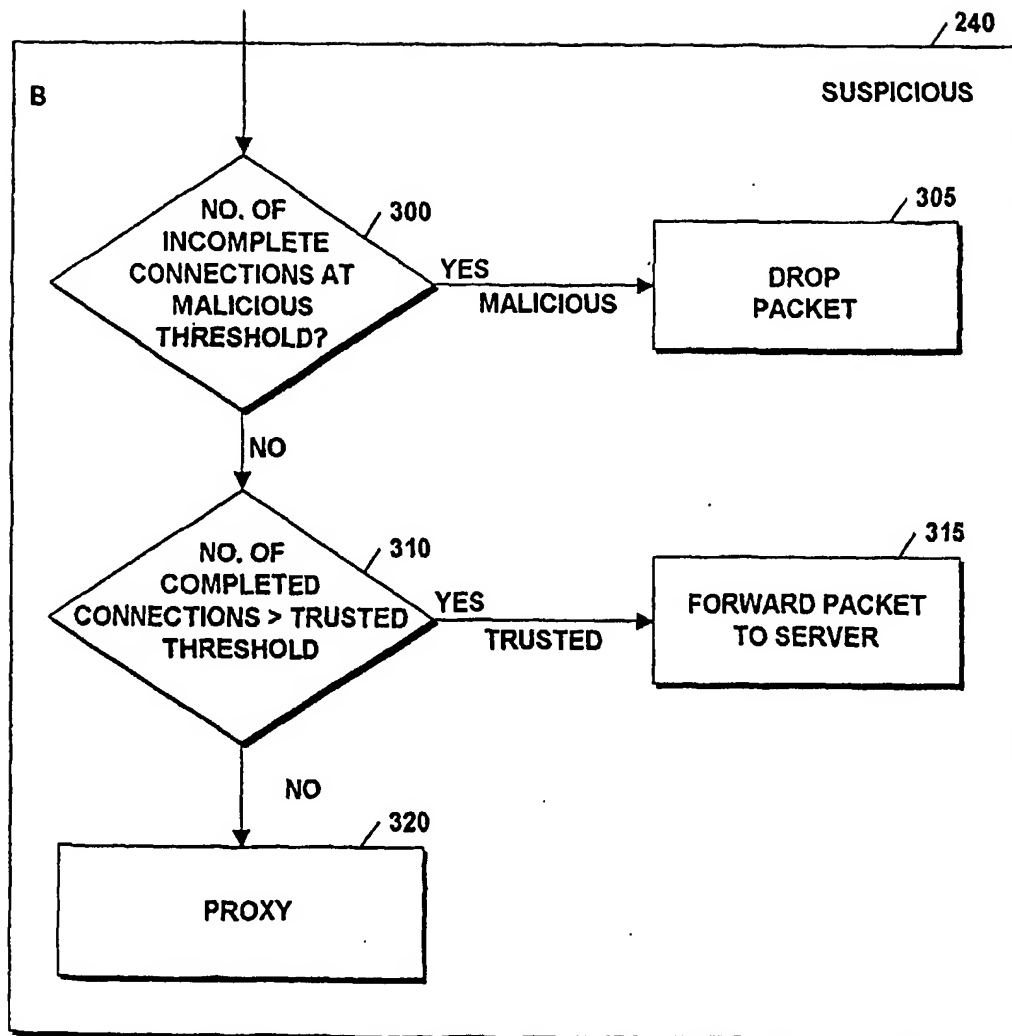 240
B
SUSPICIOUS
NO. OF
INCOMPLETE
CONNECTIONS AT
MALICIOUS
THRESHOLD?
300
YES
MALICIOUS
305
DROP
PACKET
NO
NO. OF
COMPLETED
CONNECTIONS > TRUSTED
THRESHOLD
310
YES
TRUSTED
315
FORWARD PACKET
TO SERVER
NO
320
PROXY